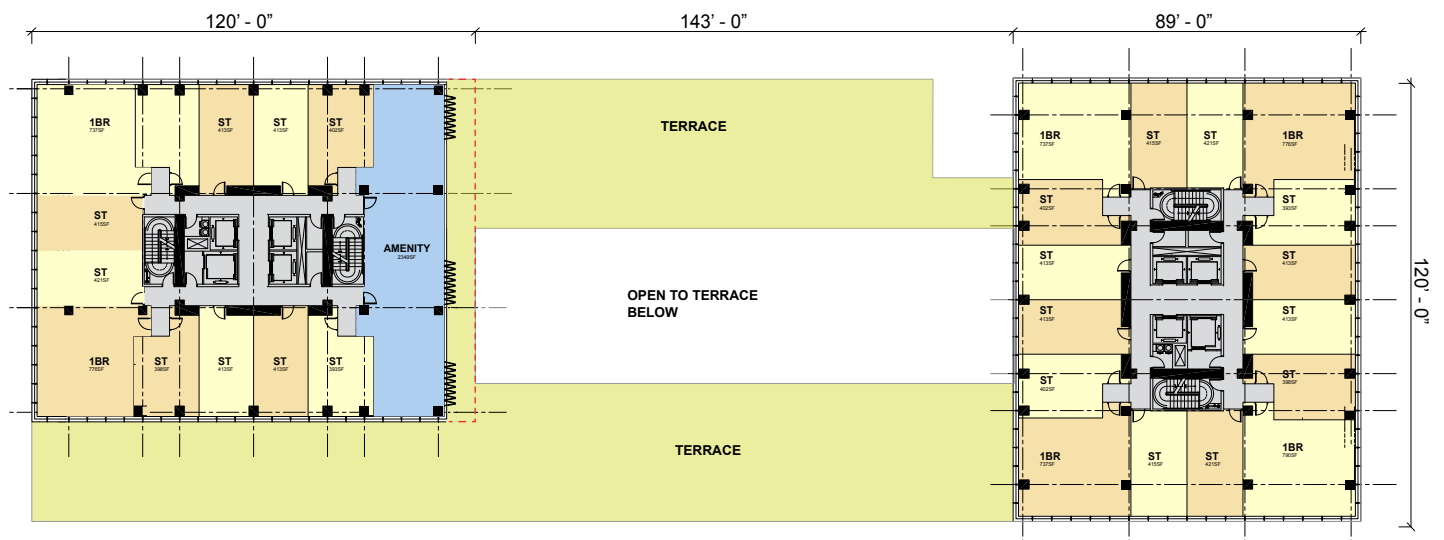 120’ - 0”
143’ - 0”
89’ - 0”
1BR
737SF
ST
413SF
ST
413SF
ST
402SF
ST
415SF
ST
421SF
1BR
776SF
ST
398SF
ST
413SF
ST
413SF
ST
393SF
AMENITY
2349SF
TERRACE
OPEN TO TERRACE
BELOW
TERRACE
1BR
737SF
ST
415SF
ST
421SF
1BR
776SF
ST
402SF
ST
393SF
ST
413SF
ST
413SF
ST
413SF
ST
413SF
ST
402SF
ST
398SF
1BR
737SF
ST
415SF
ST
421SF
1BR
790SF
120’ - 0”